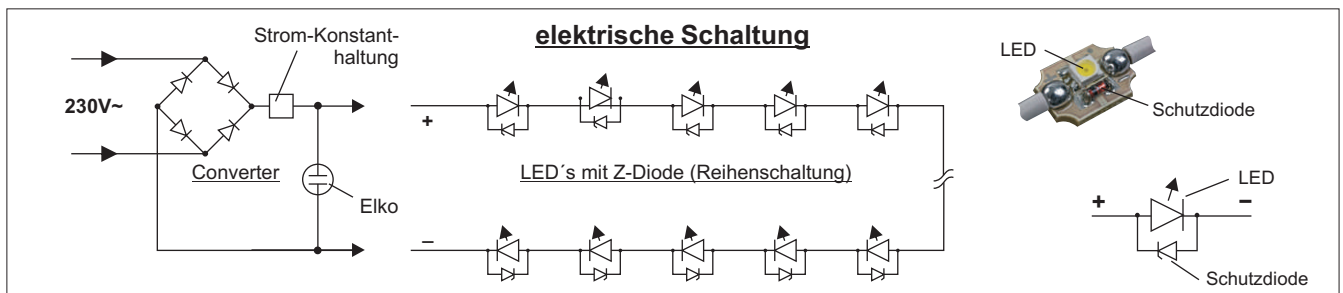 elektrische Schaltung
Strom-Konstant-
haltung
230V~
Converter
Elko
+
LED´s mit Z-Diode (Reihenschaltung)
–
LED
Schutzdiode
LED
+
–
Schutzdiode